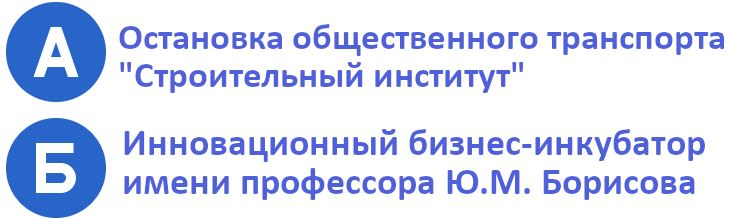 А
Остановка общественного транспорта
"Строительный институт"
Б
Инновационный бизнес-инкубатор
имени профессора Ю.М. Борисова